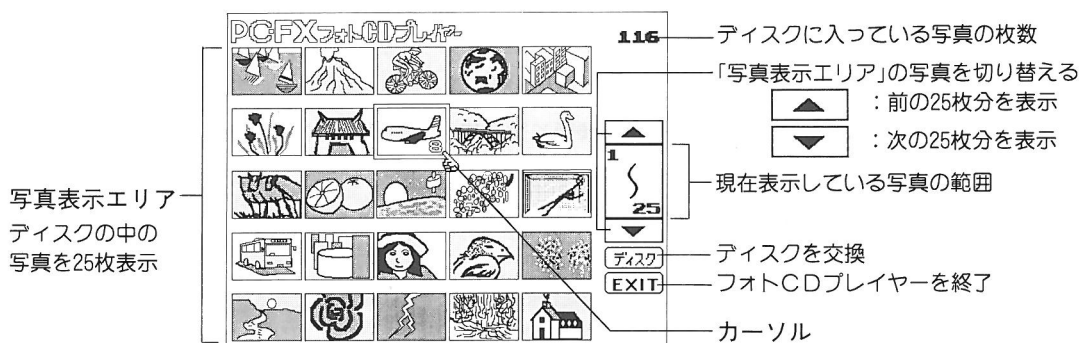 PC-FXフォトCDプレイヤー
116
ディスクに入っている写真の枚数
「写真表示エリア」の写真を切り替える
▲ ：前の25枚分を表示
▼ ：次の25枚分を表示
8
▲
1
25
▼
現在表示している写真の範囲
写真表示エリア
ディスクの中の
写真を25枚表示
ディスク
ディスクを交換
EXIT
フォトCDプレイヤーを終了
カーソル